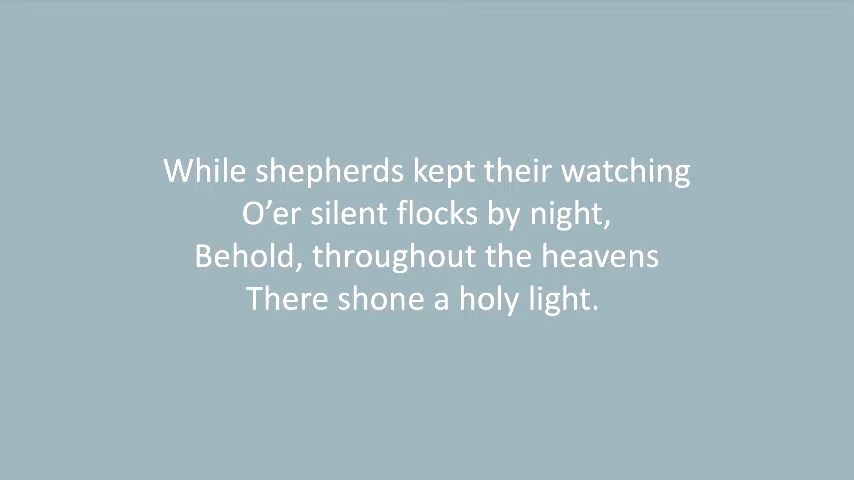 While shepherds kept their watching
O’er silent flocks by night,
Behold, throughout the heavens
There shone a holy light.